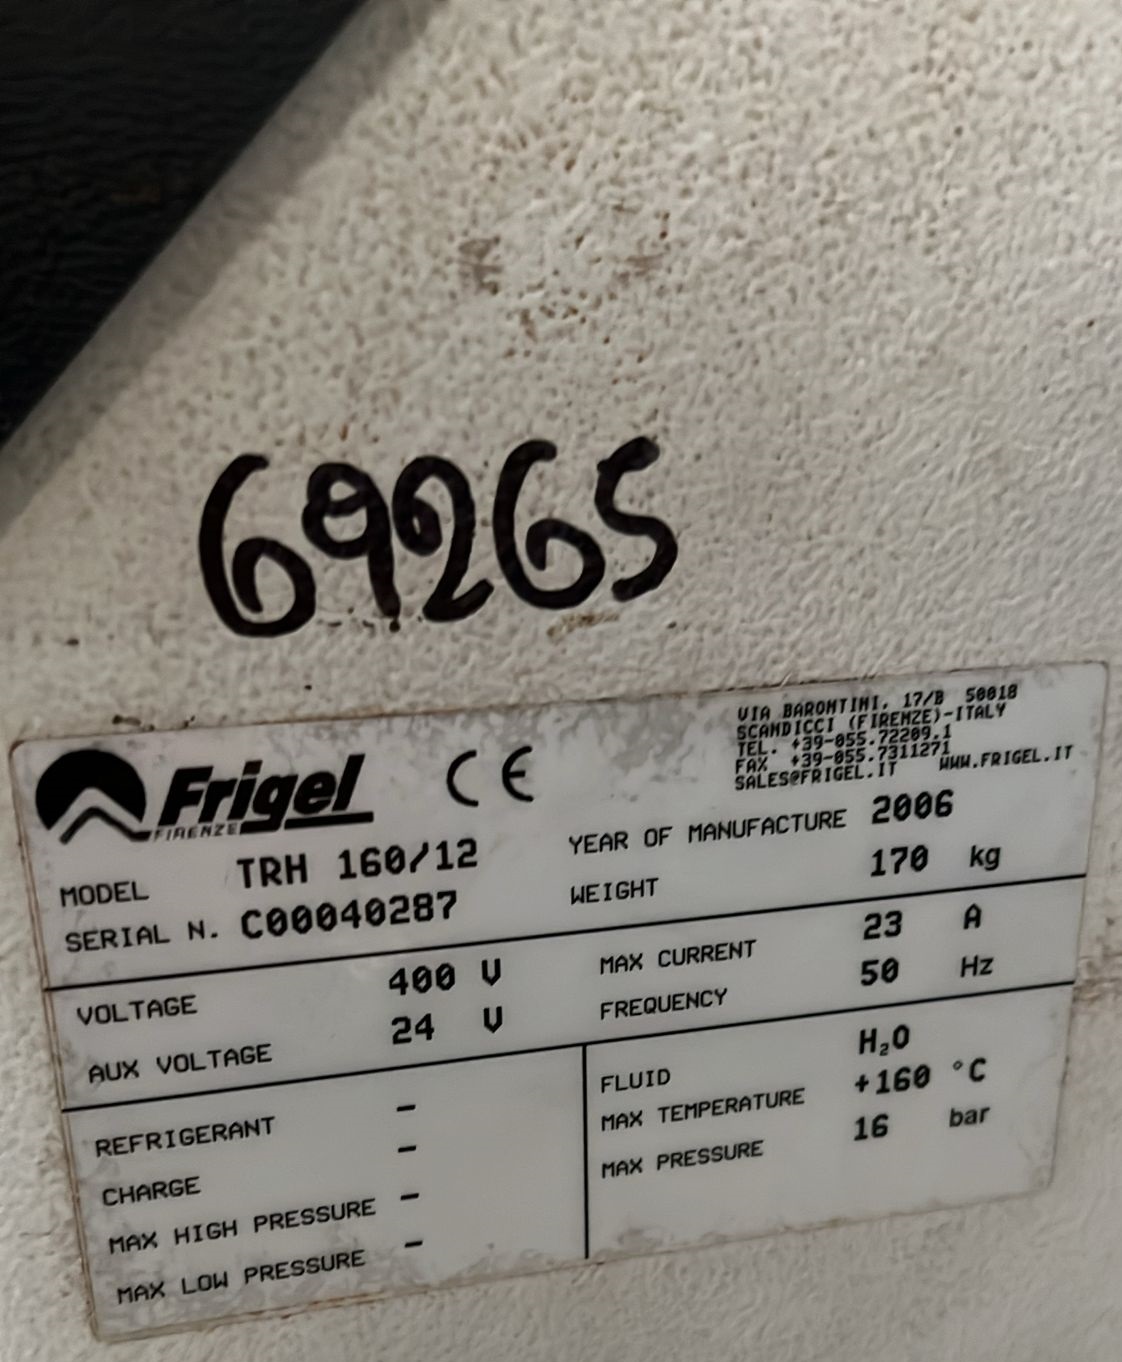 69265
Frigel
FIRENZE
CE
VIA BARONTINI, 17/B 50018
SCANDICCI (FIRENZE)-ITALY
TEL. +39-055.72209.1
FAX +39-055.7311271
SALES@FRIGEL.IT WWW.FRIGEL.IT
MODEL TRH 160/12
SERIAL N. C00040287
YEAR OF MANUFACTURE 2006
WEIGHT 170 kg
VOLTAGE 400 V
AUX VOLTAGE 24 V
MAX CURRENT 23 A
FREQUENCY 50 Hz
REFRIGERANT -
CHARGE -
MAX HIGH PRESSURE -
MAX LOW PRESSURE -
FLUID H₂O
MAX TEMPERATURE +160 °C
MAX PRESSURE 16 bar